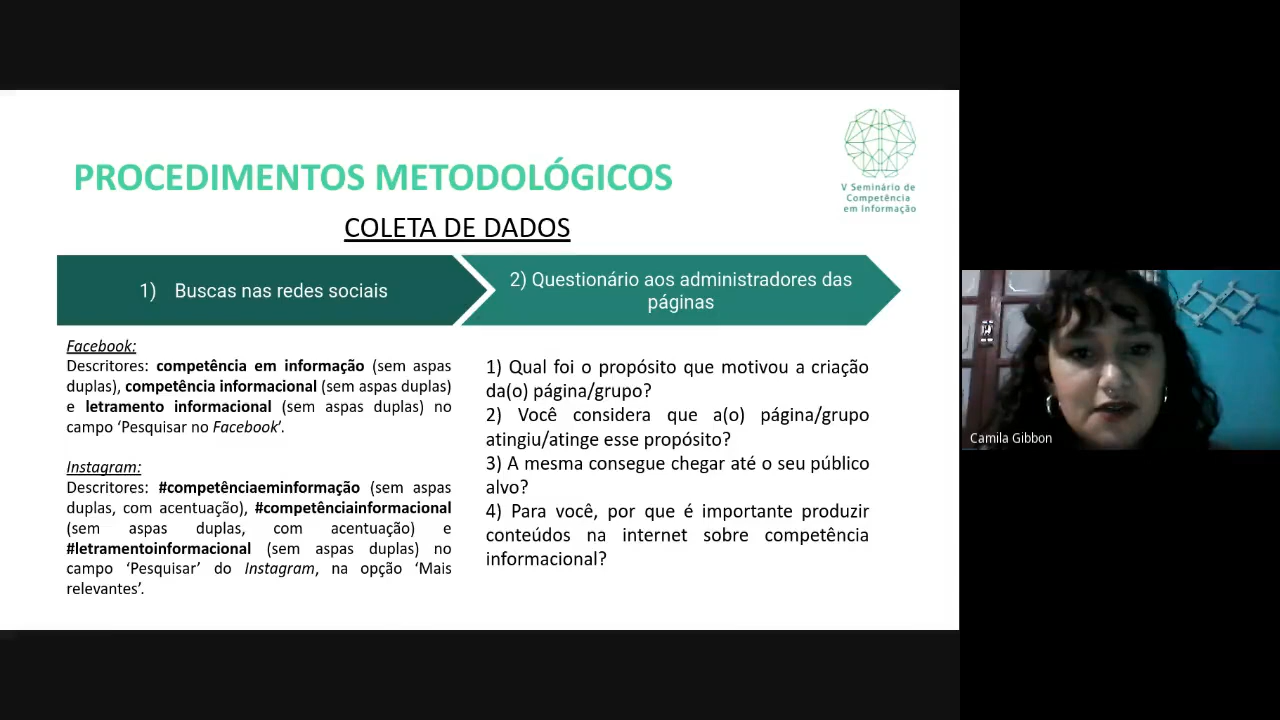 PROCEDIMENTOS METODOLÓGICOS
V Seminário de
Competência
em Informação
COLETA DE DADOS
1) Buscas nas redes sociais
2) Questionário aos administradores das
páginas
Facebook:
Descritores: competência em informação (sem aspas
duplas), competência informacional (sem aspas duplas)
e letramento informacional (sem aspas duplas) no
campo ‘Pesquisar no Facebook’.
Instagram:
Descritores: #competênciaeminformação (sem aspas
duplas, com acentuação), #competênciainformacional
(sem aspas duplas, com acentuação) e
#letramentoinformacional (sem aspas duplas) no
campo ‘Pesquisar’ do Instagram, na opção ‘Mais
relevantes’.
1) Qual foi o propósito que motivou a criação
da(o) página/grupo?
2) Você considera que a(o) página/grupo
atingiu/atinge esse propósito?
3) A mesma consegue chegar até o seu público
alvo?
4) Para você, por que é importante produzir
conteúdos na internet sobre competência
informacional?
Camila Gibbon